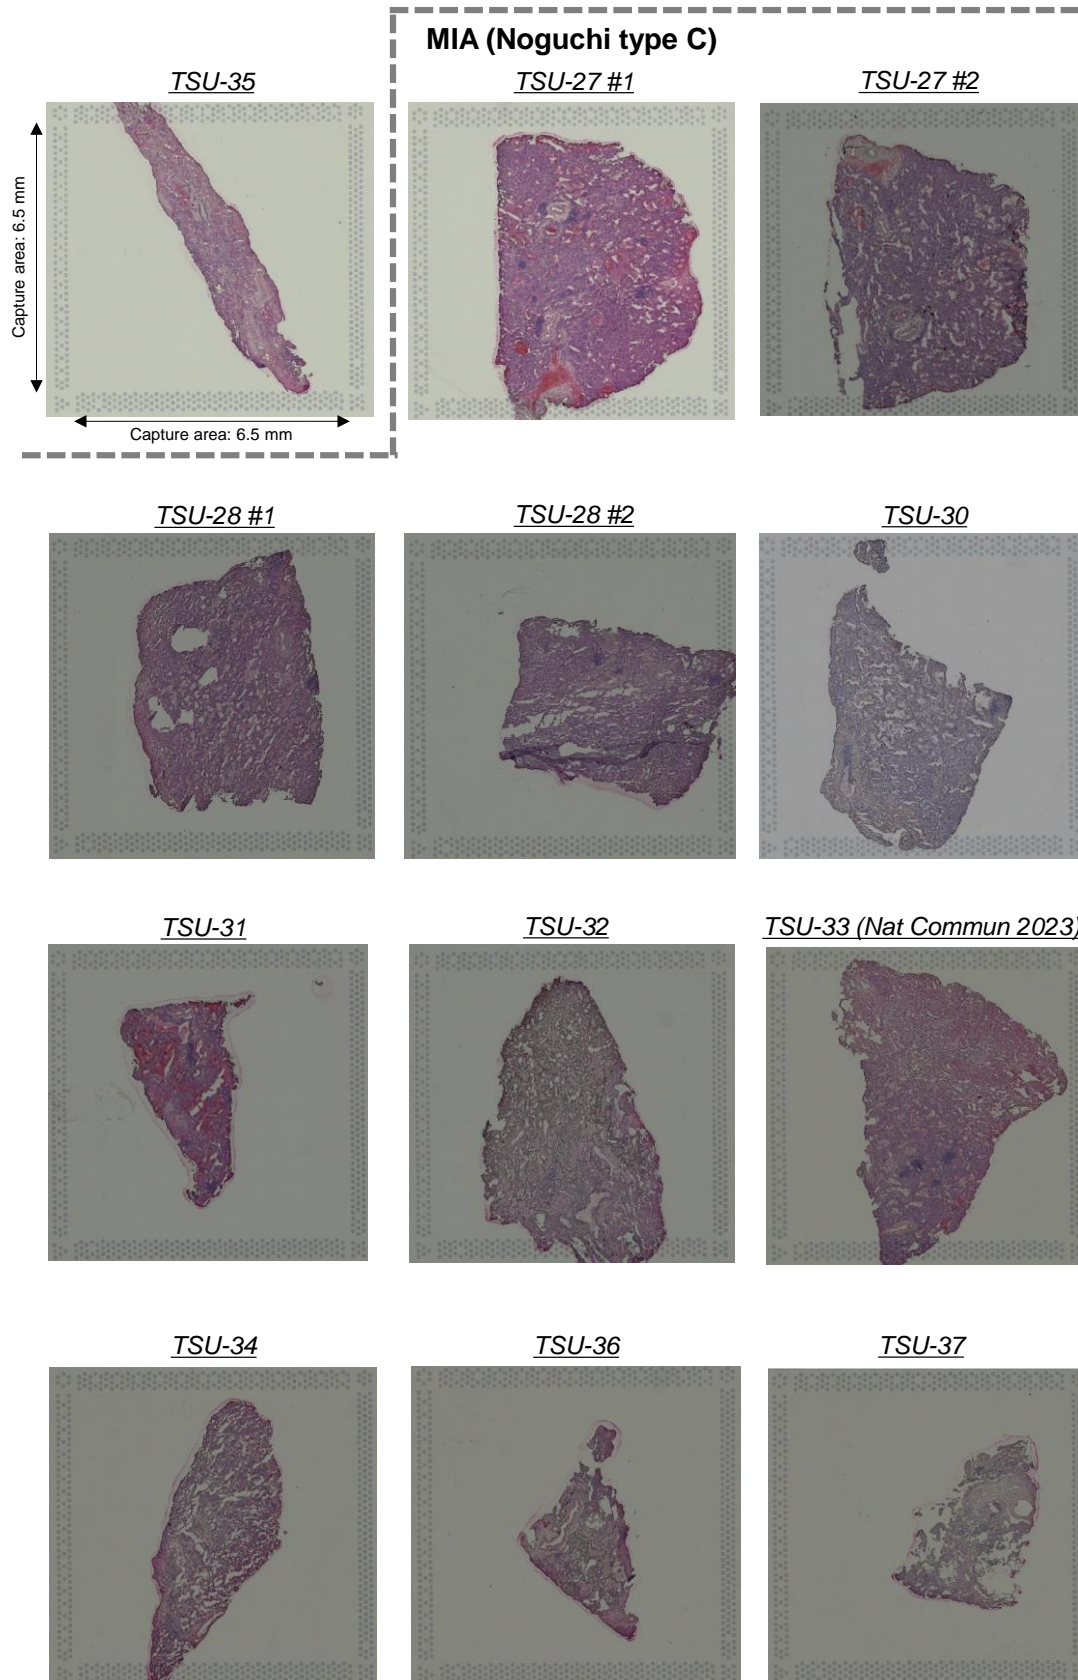 MIA (Noguchi type C)
TSU-35
TSU-27 #1
TSU-27 #2
Capture area: 6.5 mm
Capture area: 6.5 mm
TSU-28 #1
TSU-28 #2
TSU-30
TSU-31
TSU-32
TSU-33 (Nat Commun 2023)
TSU-34
TSU-36
TSU-37